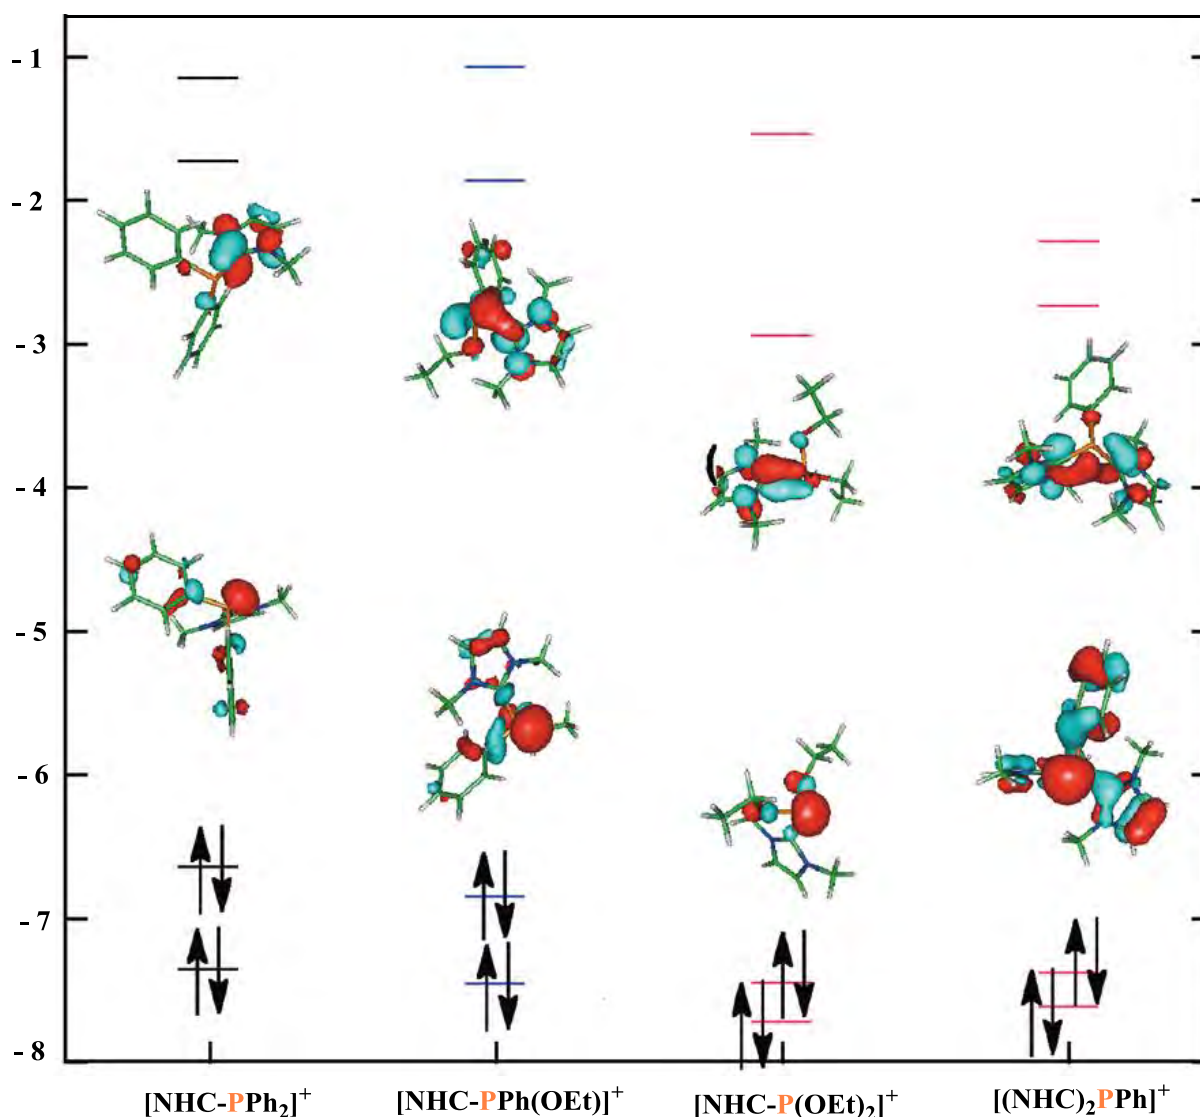 - 1
- 2
- 3
- 4
- 5
- 6
- 7
- 8
[NHC-PPh₂]⁺
[NHC-PPh(OEt)]⁺
[NHC-P(OEt)₂]⁺
[(NHC)₂PPh]⁺